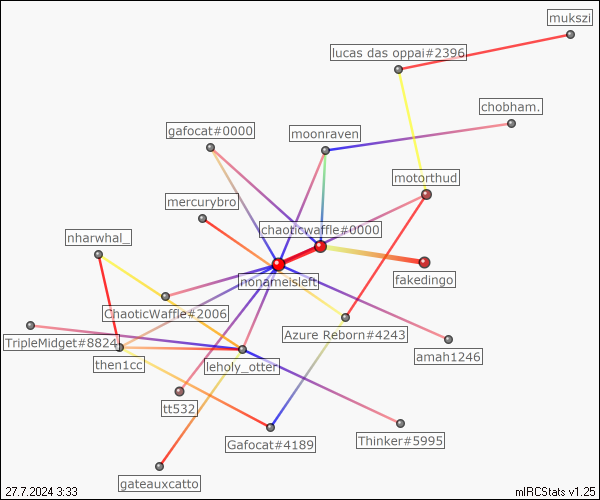 mukszi
lucas das oppai#2396
chobham.
gafocat#0000
moonraven
motorthud
mercurybro
chaoticwaffle#0000
nharwhal_
nonameisleft
fakedingo
ChaoticWaffle#2006
Azure Reborn#4243
TripleMidget#8824
amah1246
then1cc
leholy_otter
tt532
Thinker#5995
Gafocat#4189
gateauxcatto
27.7.2024 3:33
mIRCStats v1.25